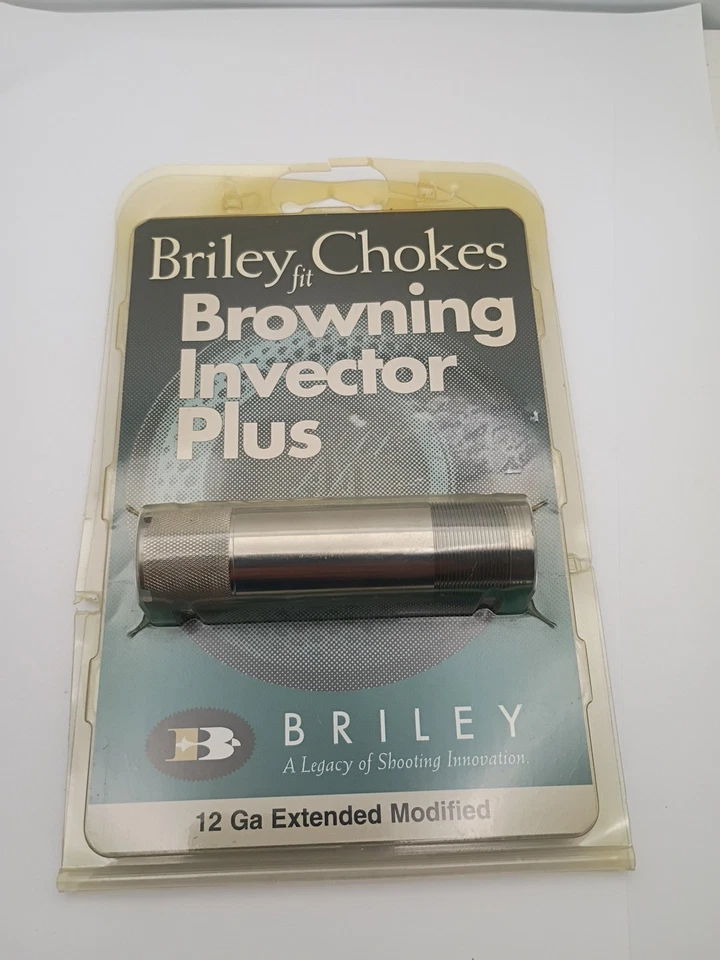 Briley fit Chokes
Browning
Invector
Plus
B
BRILEY
A Legacy of Shooting Innovation.
12 Ga Extended Modified